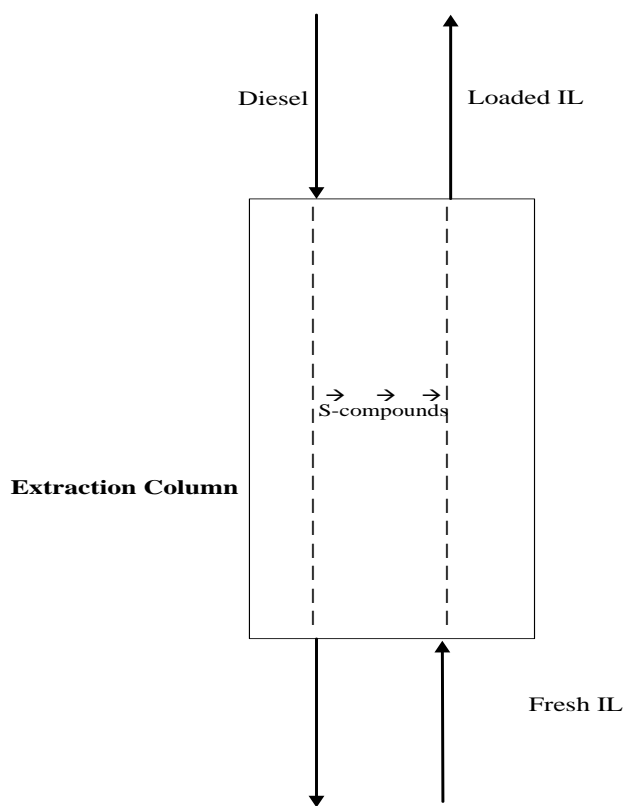 Diesel
Loaded IL
S-compounds
Extraction Column
Fresh IL